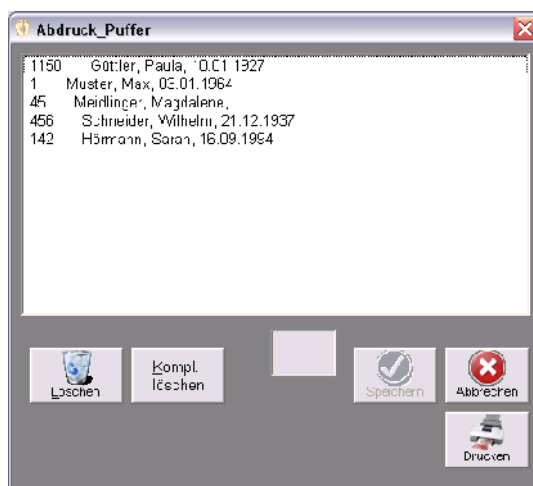 Abdruck_Puffer
1150 Güttler, Paula, 10.01.1927
1 Muster, Max, 03.01.1964
45 Meidlinger, Magdalene,
456 Schneider, Wilhelm, 21.12.1937
142 Hörmann, Sarah, 16.09.1994
Löschen
Kompl.
löschen
Speichern
Abbrechen
Drucken